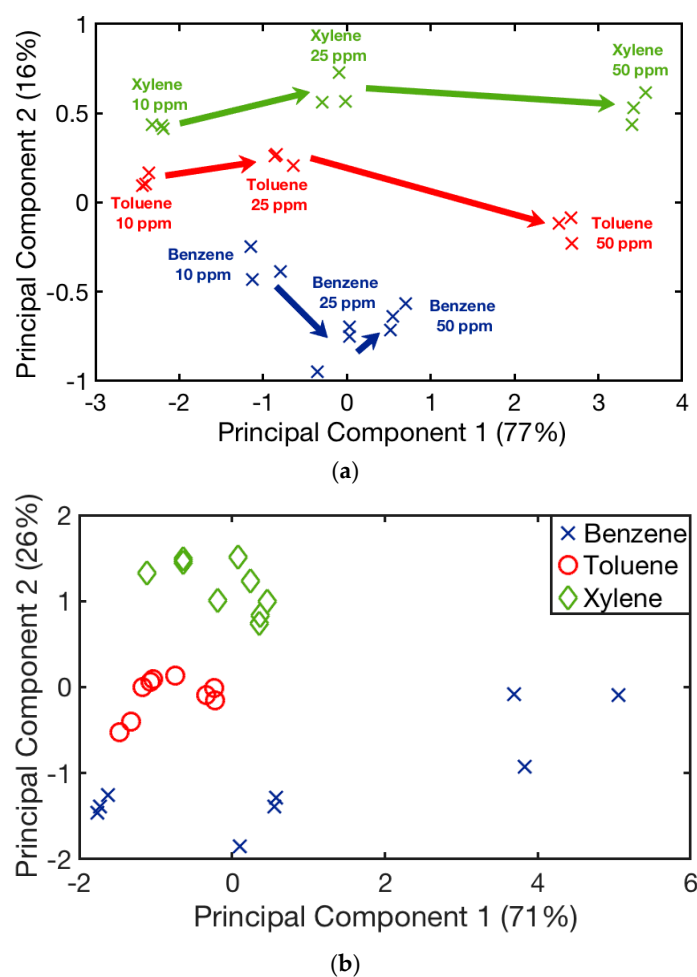 1
0.5
0
-0.5
-1
Principal Component 2 (16%)
Xylene
10 ppm
Xylene
25 ppm
Xylene
50 ppm
Toluene
10 ppm
Toluene
25 ppm
Toluene
50 ppm
Benzene
10 ppm
Benzene
25 ppm
Benzene
50 ppm
-3 -2 -1 0 1 2 3 4
Principal Component 1 (77%)
(a)
2
1
0
-1
-2
Principal Component 2 (26%)
Benzene
Toluene
Xylene
-2 0 2 4 6
Principal Component 1 (71%)
(b)